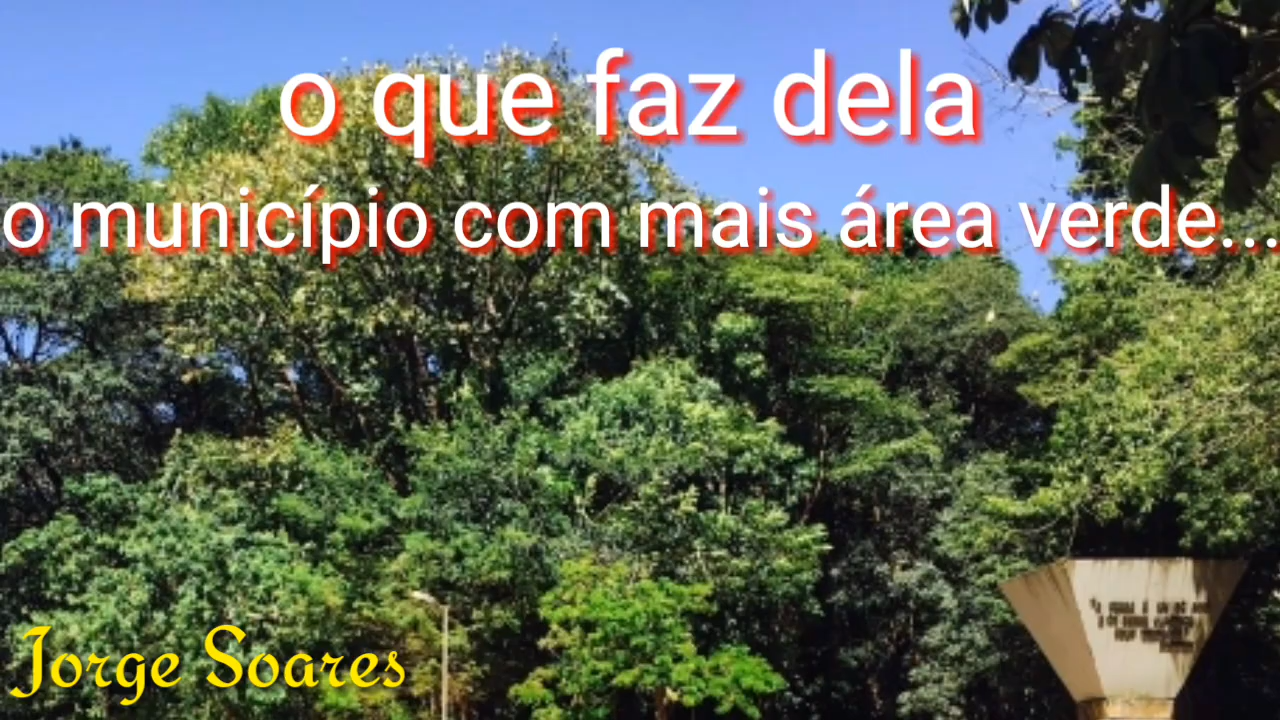 o que faz dela
o município com mais área verde...
Jorge Soares